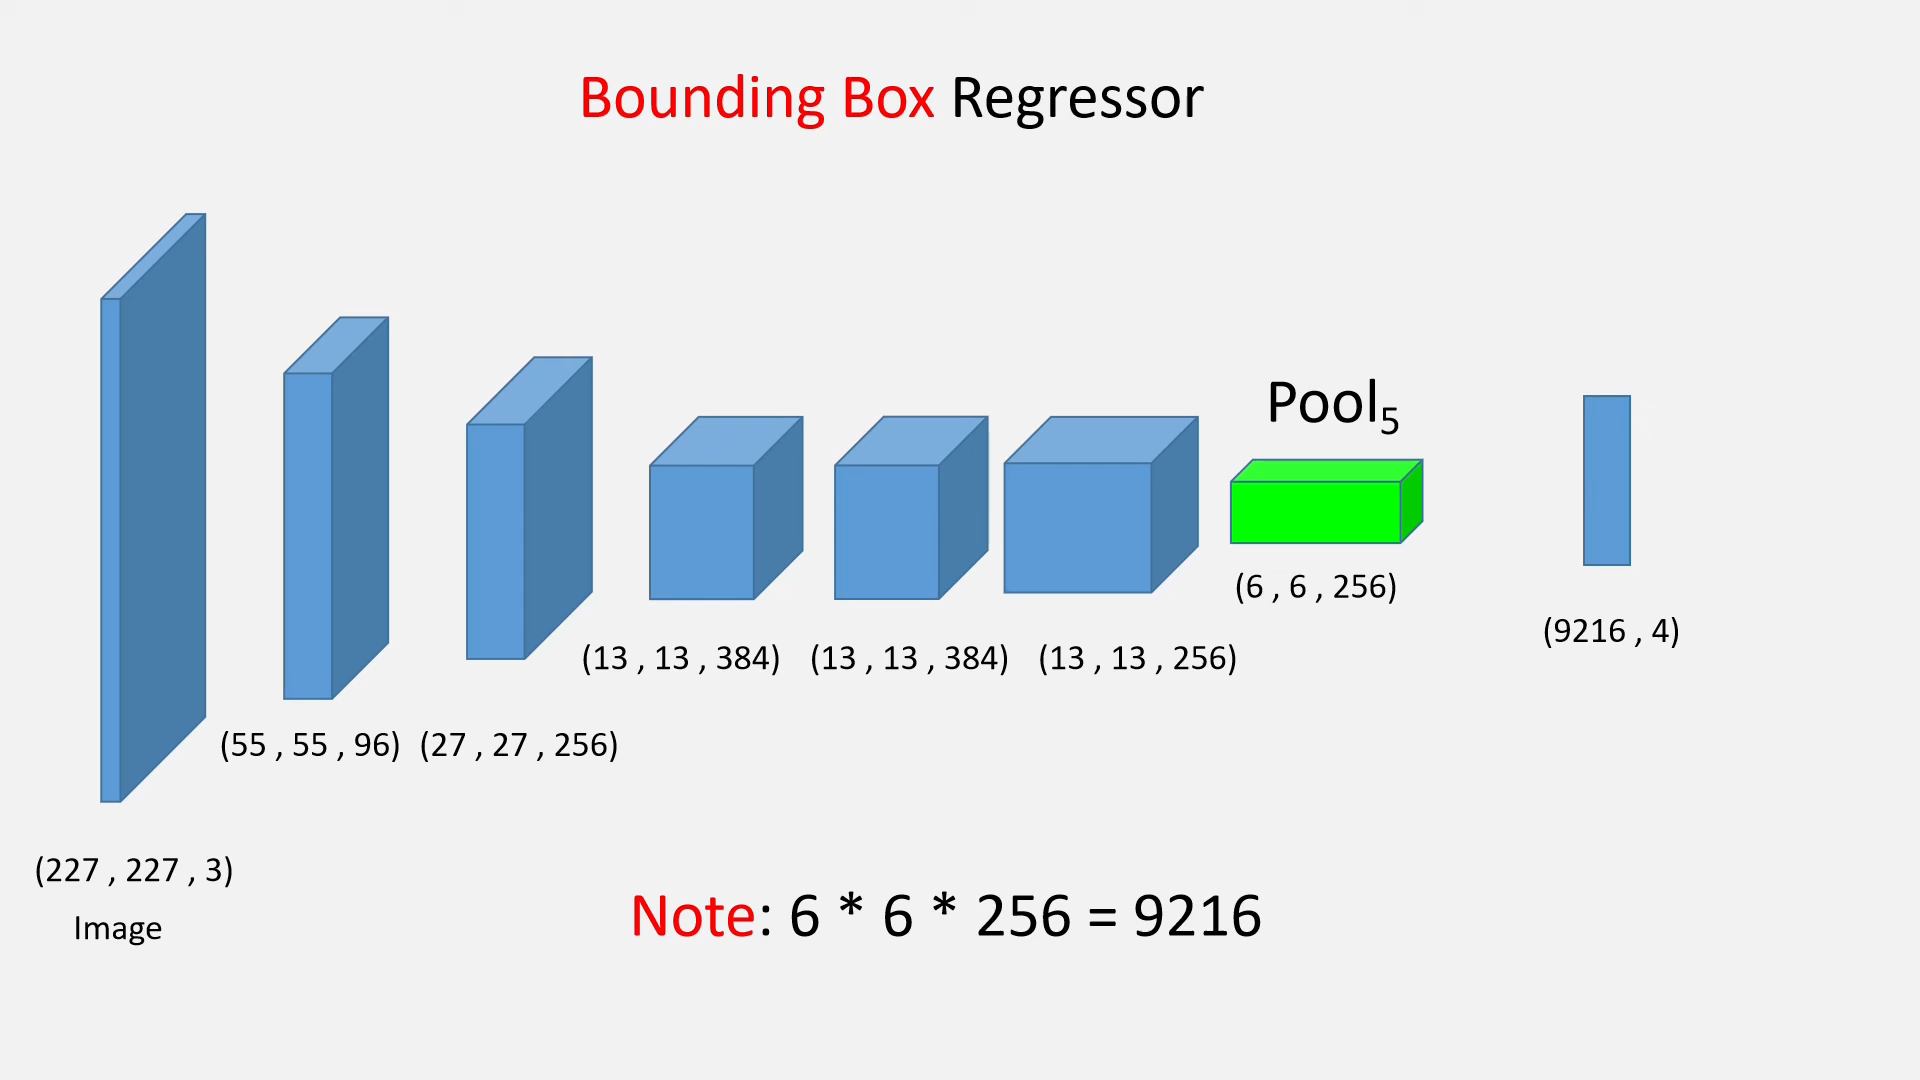 Bounding Box Regressor
Pool5
(6 , 6 , 256)
(9216 , 4)
(13 , 13 , 384)
(13 , 13 , 384)
(13 , 13 , 256)
(55 , 55 , 96)
(27 , 27 , 256)
(227 , 227 , 3)
Image
Note: 6 * 6 * 256 = 9216